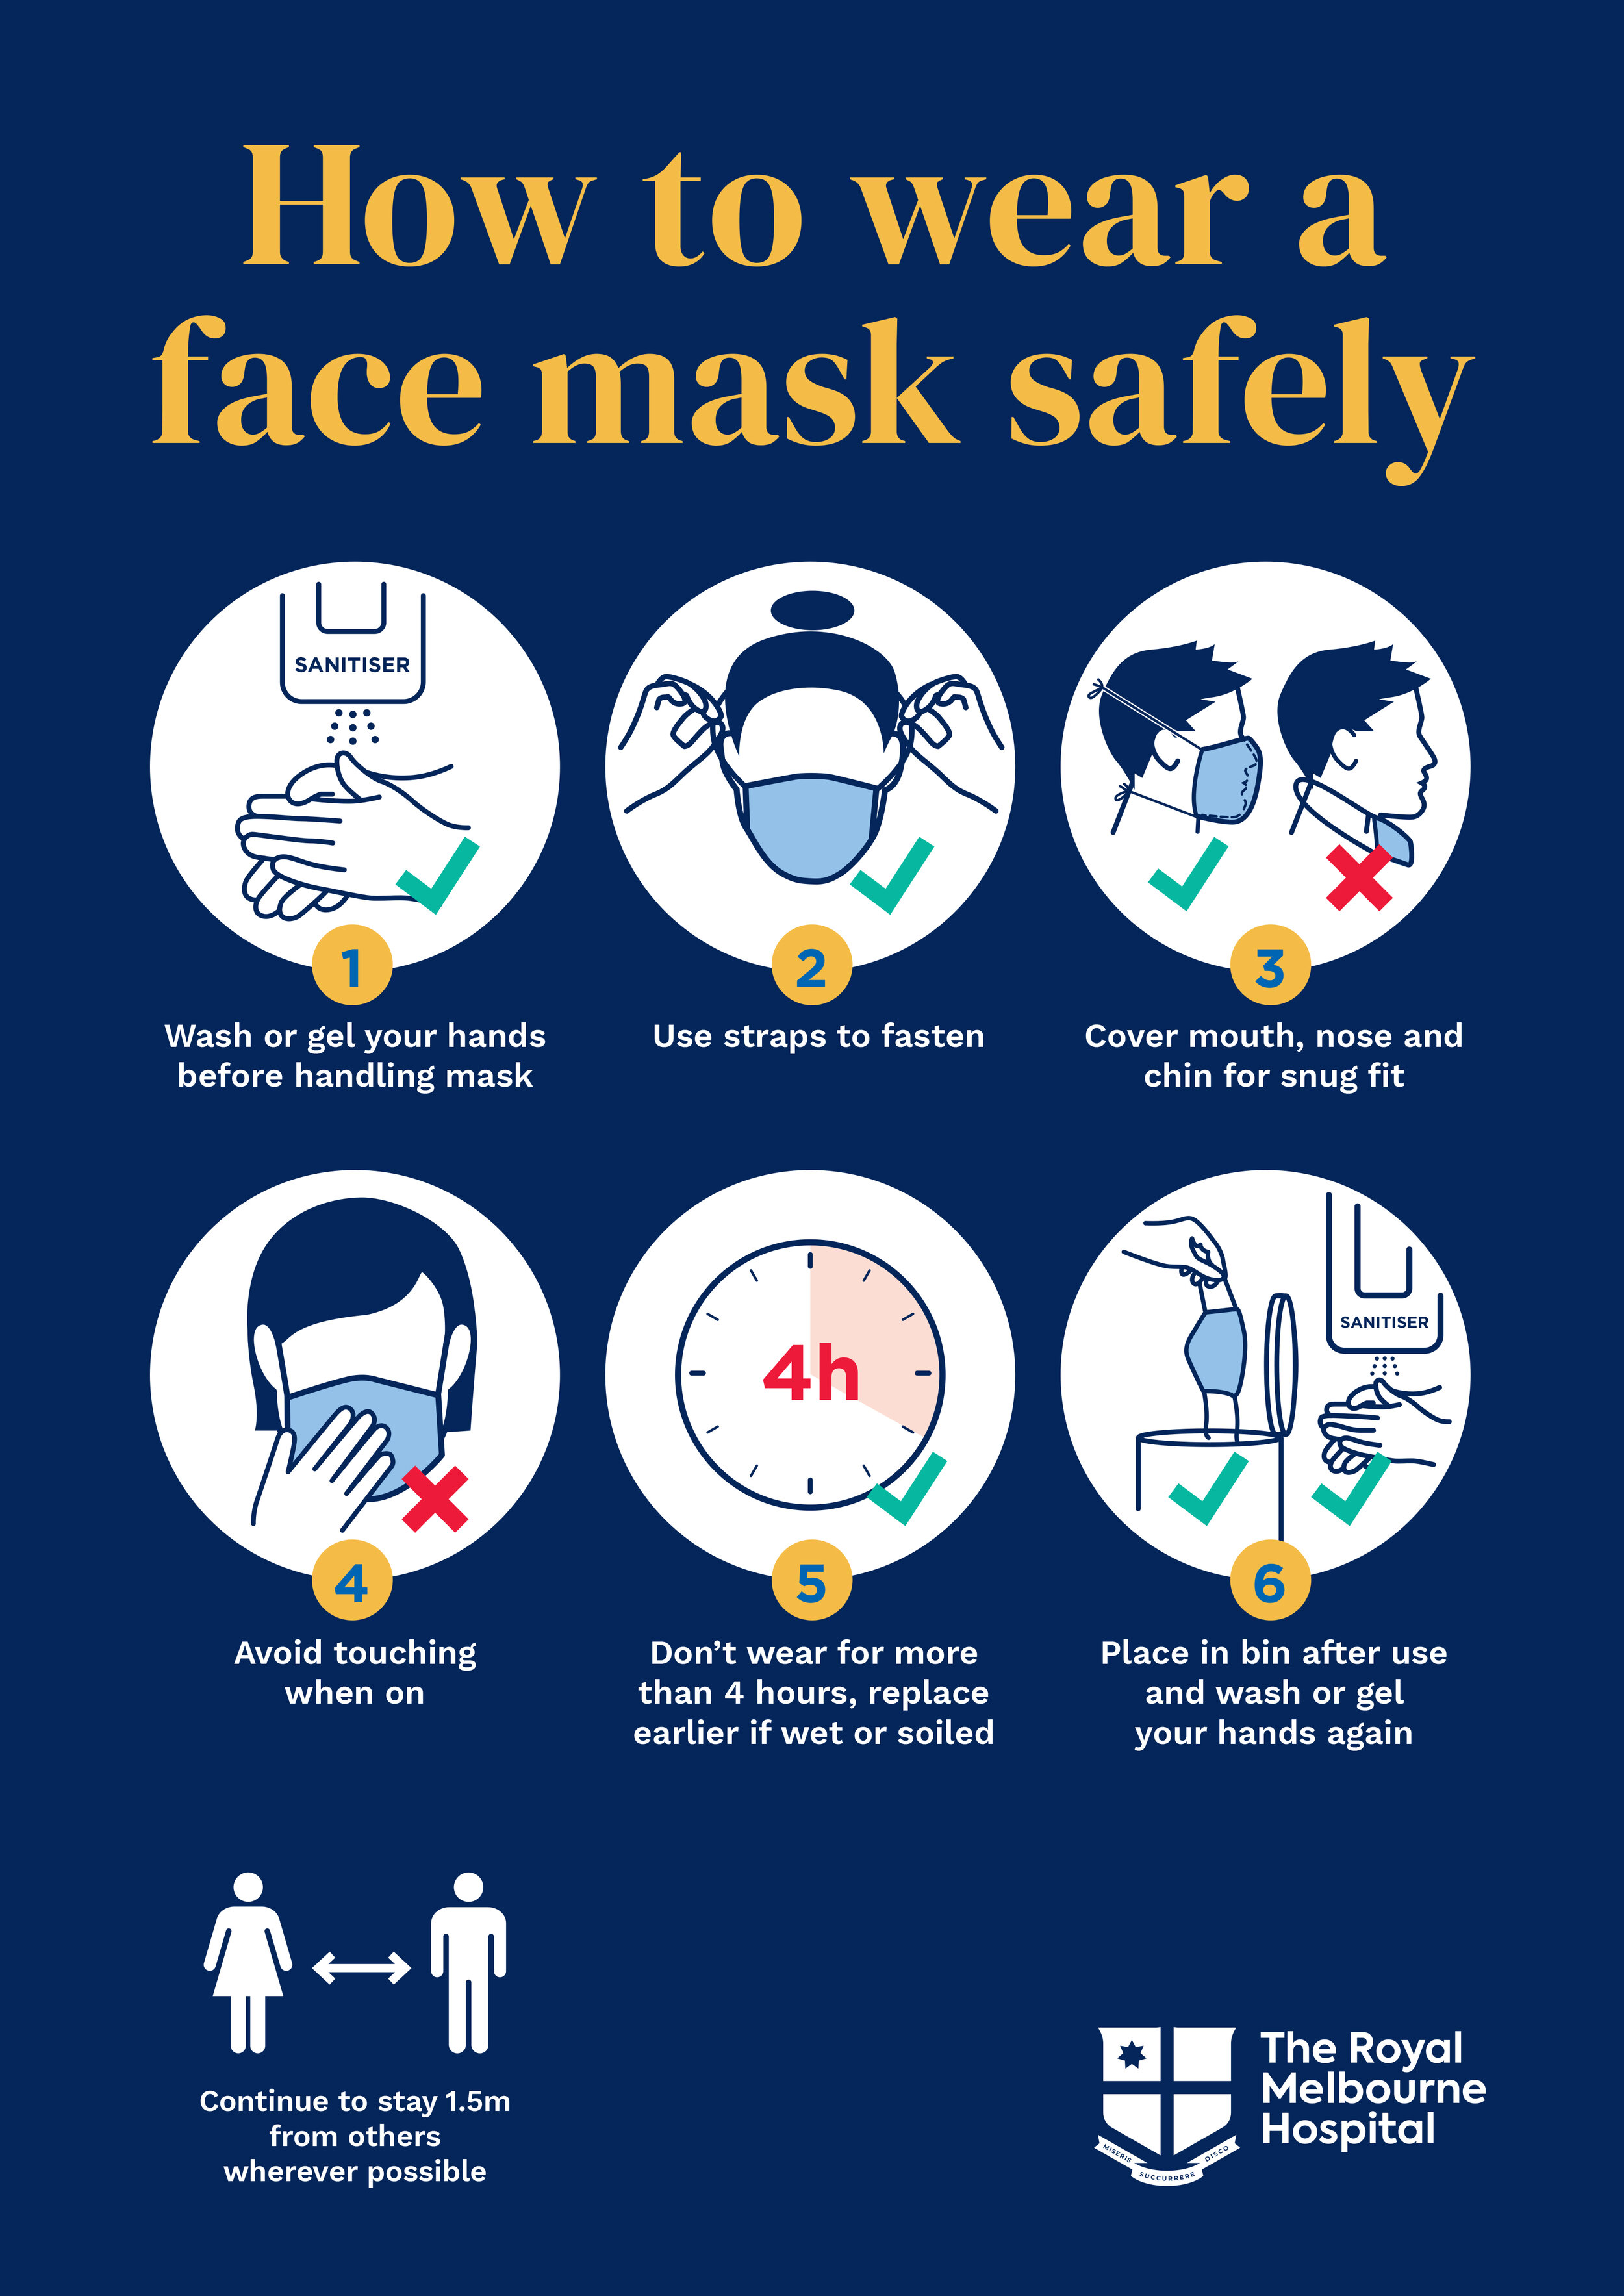 How to wear a
face mask safely
SANITISER
1
Wash or gel your hands
before handling mask
2
Use straps to fasten
3
Cover mouth, nose and
chin for snug fit
4
Avoid touching
when on
4h
5
Don’t wear for more
than 4 hours, replace
earlier if wet or soiled
SANITISER
6
Place in bin after use
and wash or gel
your hands again
Continue to stay 1.5m
from others
wherever possible
MISERIS
SUCCURRERE
DISCO
The Royal
Melbourne
Hospital